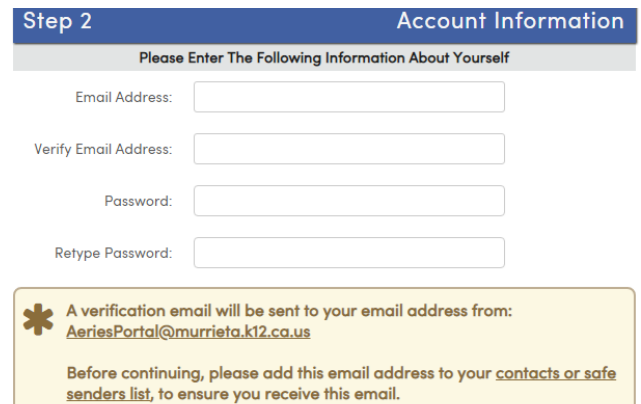 Step 2 Account Information
Please Enter The Following Information About Yourself
Email Address:
Verify Email Address:
Password:
Retype Password:
A verification email will be sent to your email address from:
AeriesPortal@murrieta.k12.ca.us
Before continuing, please add this email address to your contacts or safe
senders list, to ensure you receive this email.